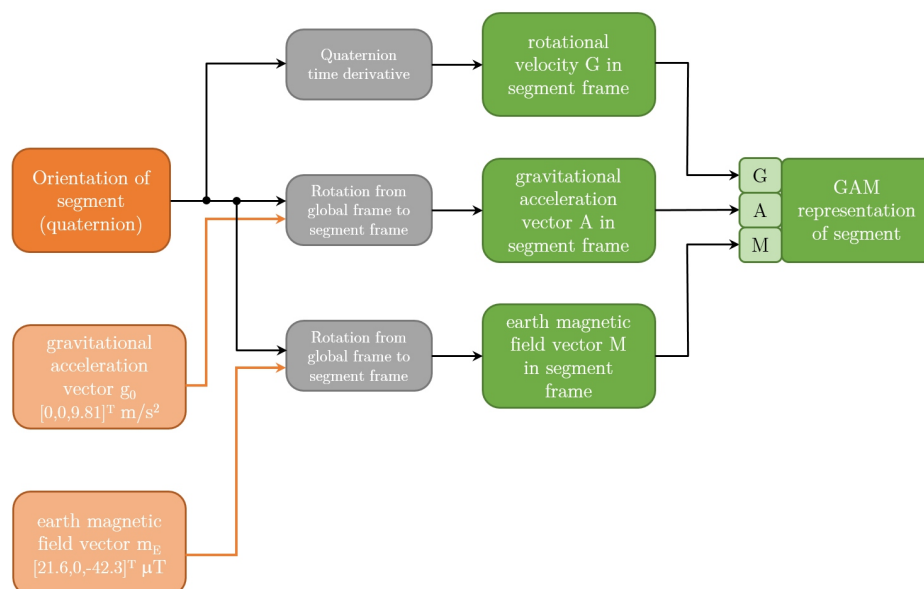 Quaternion
time derivative
rotational
velocity G in
segment frame
Orientation of
segment
(quaternion)
Rotation from
global frame to
segment frame
gravitational
acceleration
vector A in
segment frame
G
A
M
GAM
representation
of segment
gravitational
acceleration
vector g₀
[0,0,9.81]ᵀ m/s²
Rotation from
global frame to
segment frame
earth magnetic
field vector M
in segment
frame
earth magnetic
field vector m_E
[21.6,0,-42.3]ᵀ μT